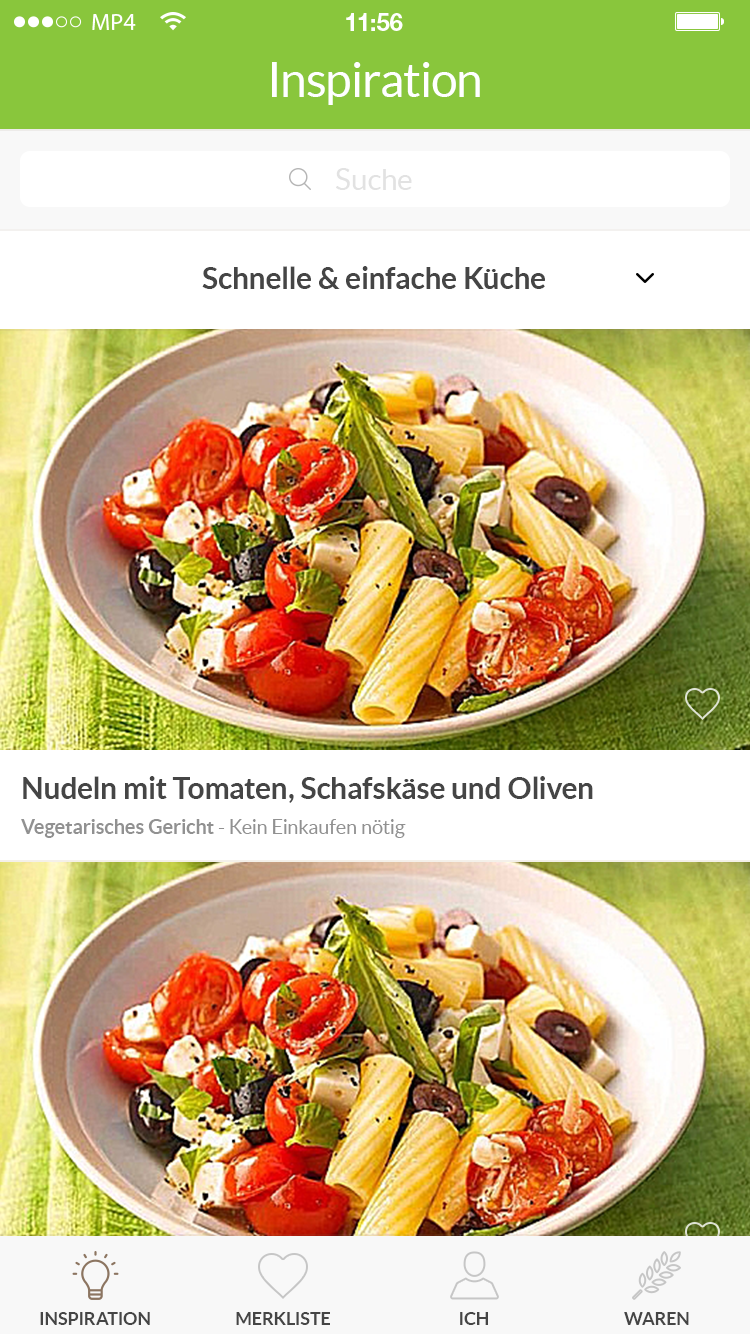 MP4 11:56
Inspiration
Suche
Schnelle & einfache Küche
Nudeln mit Tomaten, Schafskäse und Oliven
Vegetarisches Gericht - Kein Einkaufen nötig
INSPIRATION MERKLISTE ICH WAREN